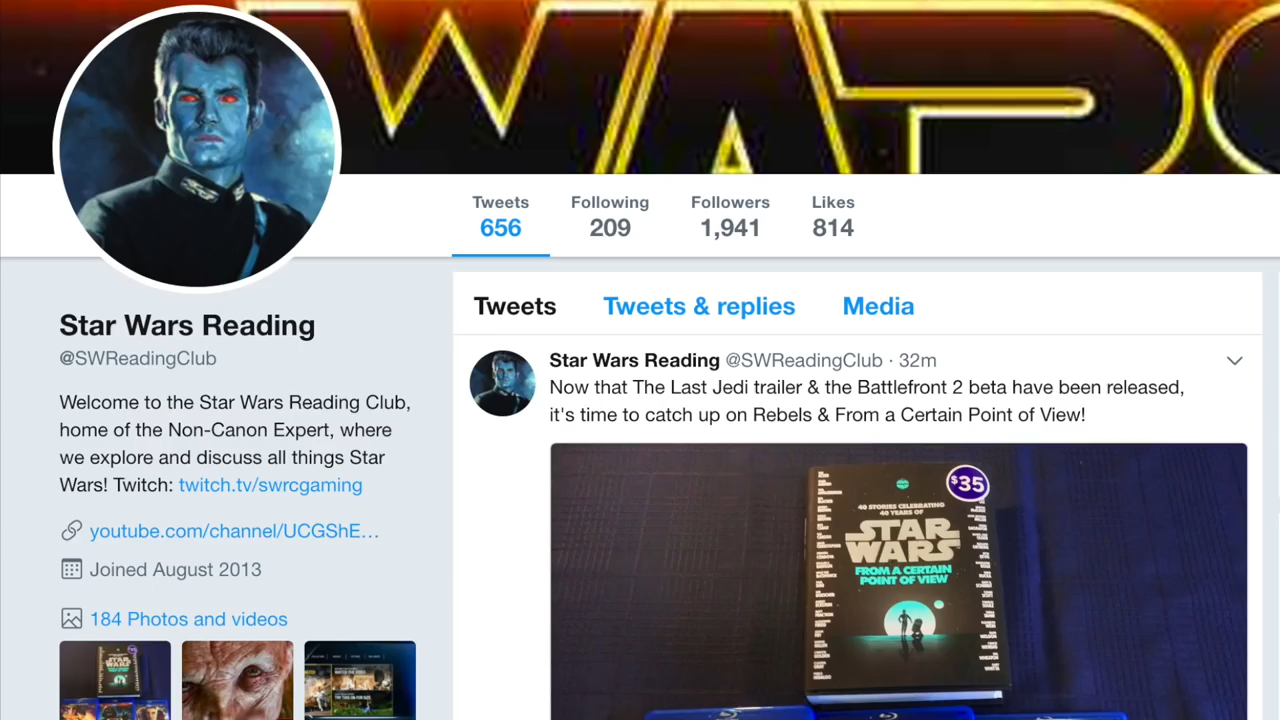 WARS
Tweets
656
Following
209
Followers
1,941
Likes
814
Star Wars Reading
@SWReadingClub
Welcome to the Star Wars Reading Club,
home of the Non-Canon Expert, where
we explore and discuss all things Star
Wars! Twitch: twitch.tv/swrcgaming
youtube.com/channel/UCGShE…
Joined August 2013
184 Photos and videos
Tweets Tweets & replies Media
Star Wars Reading @SWReadingClub · 32m
Now that The Last Jedi trailer & the Battlefront 2 beta have been released,
it's time to catch up on Rebels & From a Certain Point of View!
$35
40 STORIES CELEBRATING
40 YEARS OF
STAR
WARS
FROM A CERTAIN
POINT OF VIEW
STAR
WARS